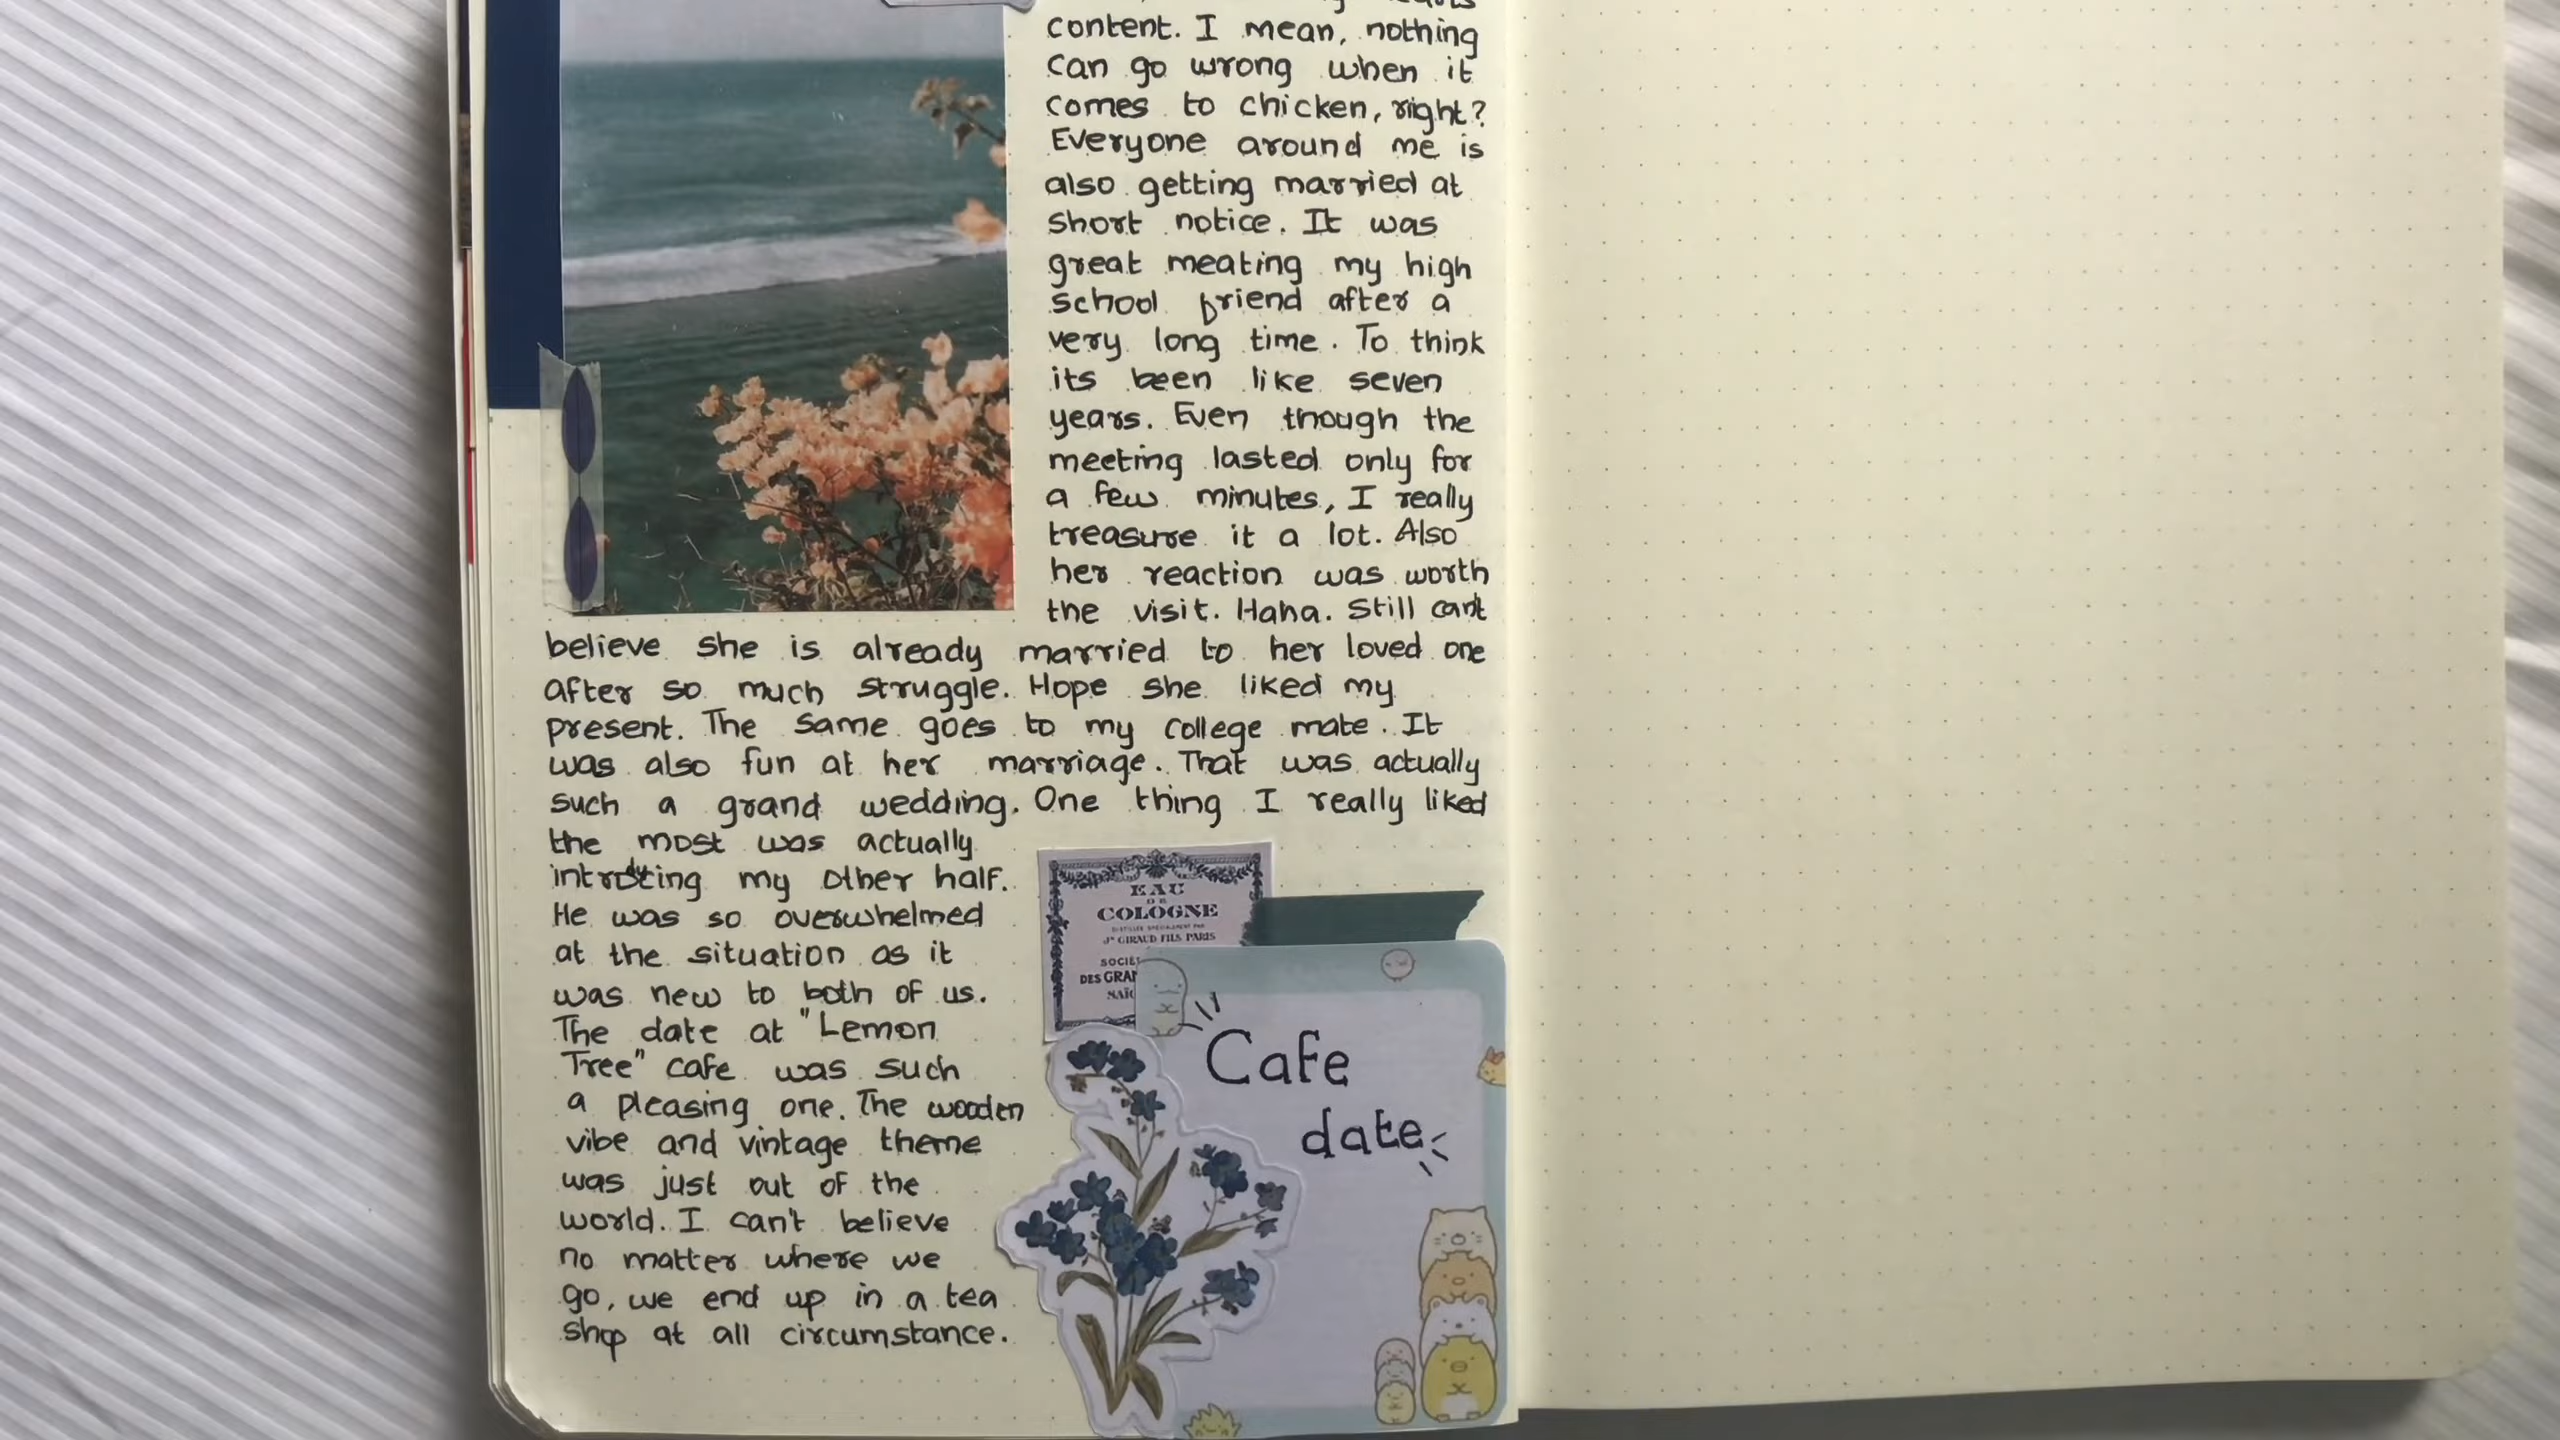 content. I mean, nothing
can go wrong when it
comes to chicken, right?
Everyone around me is
also getting married at
short notice. It was
great meating my high
school friend after a
very long time. To think
its been like seven
years. Even though the
meeting lasted only for
a few minutes, I really
treasure it a lot. Also
her reaction was worth
the visit. Haha. Still can't
believe she is already married to her loved one
after so much struggle. Hope she liked my
present. The same goes to my college mate. It
was also fun at her marriage. That was actually
such a grand wedding. One thing I really liked
the most was actually
my other half.
He was so overwhelmed
at the situation as it
was new to both of us.
The date at "Lemon
Tree" cafe was such
a pleasing one. The wooden
vibe and vintage theme
was just out of the
world. I can't believe
no matter where we
go, we end up in a tea
shop at all circumstance.
EAU
DE
COLOGNE
Jn GIRAUD FILS PARIS
DES GRA
Cafe
date